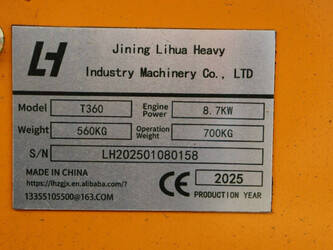 LH
Jining Lihua Heavy
Industry Machinery Co., LTD
Model T360 Engine Power 8.7KW
Weight 560KG Operation Weight 700KG
S/N LH202501080158
MADE IN CHINA
https://lhzgjx.en.alibaba.com/?
13355105500@163.COM
CE 2025
PRODUCTION YEAR